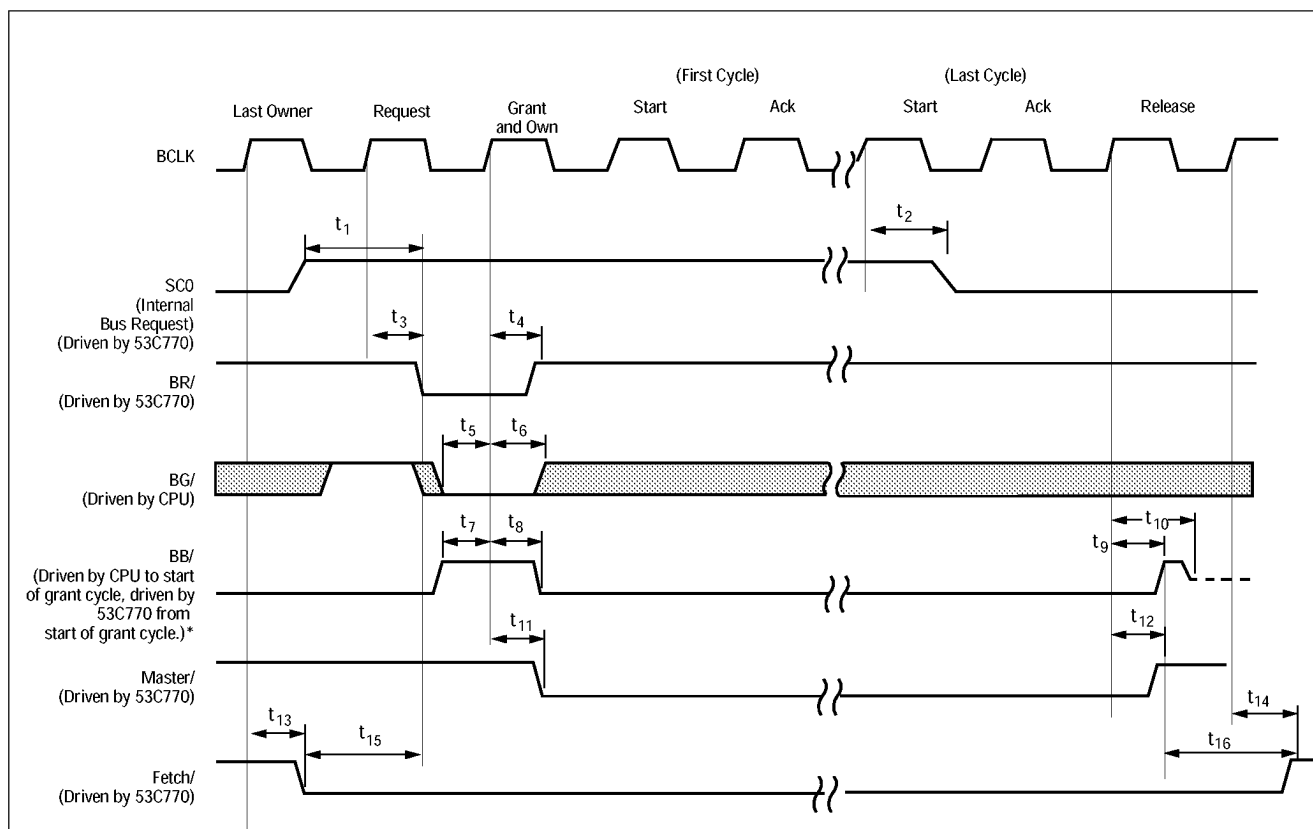 (First Cycle)
(Last Cycle)
Last Owner
Request
Grant
and Own
Start
Ack
Start
Ack
Release
BCLK
t1
t2
SC0
(Internal
Bus Request)
(Driven by 53C770)
t3
t4
BR/
(Driven by 53C770)
t5
t6
BG/
(Driven by CPU)
t7
t8
t9
t10
BB/
(Driven by CPU to start
of grant cycle, driven by
53C770 from
start of grant cycle.)*
t11
t12
Master/
(Driven by 53C770)
t13
t14
t15
t16
Fetch/
(Driven by 53C770)